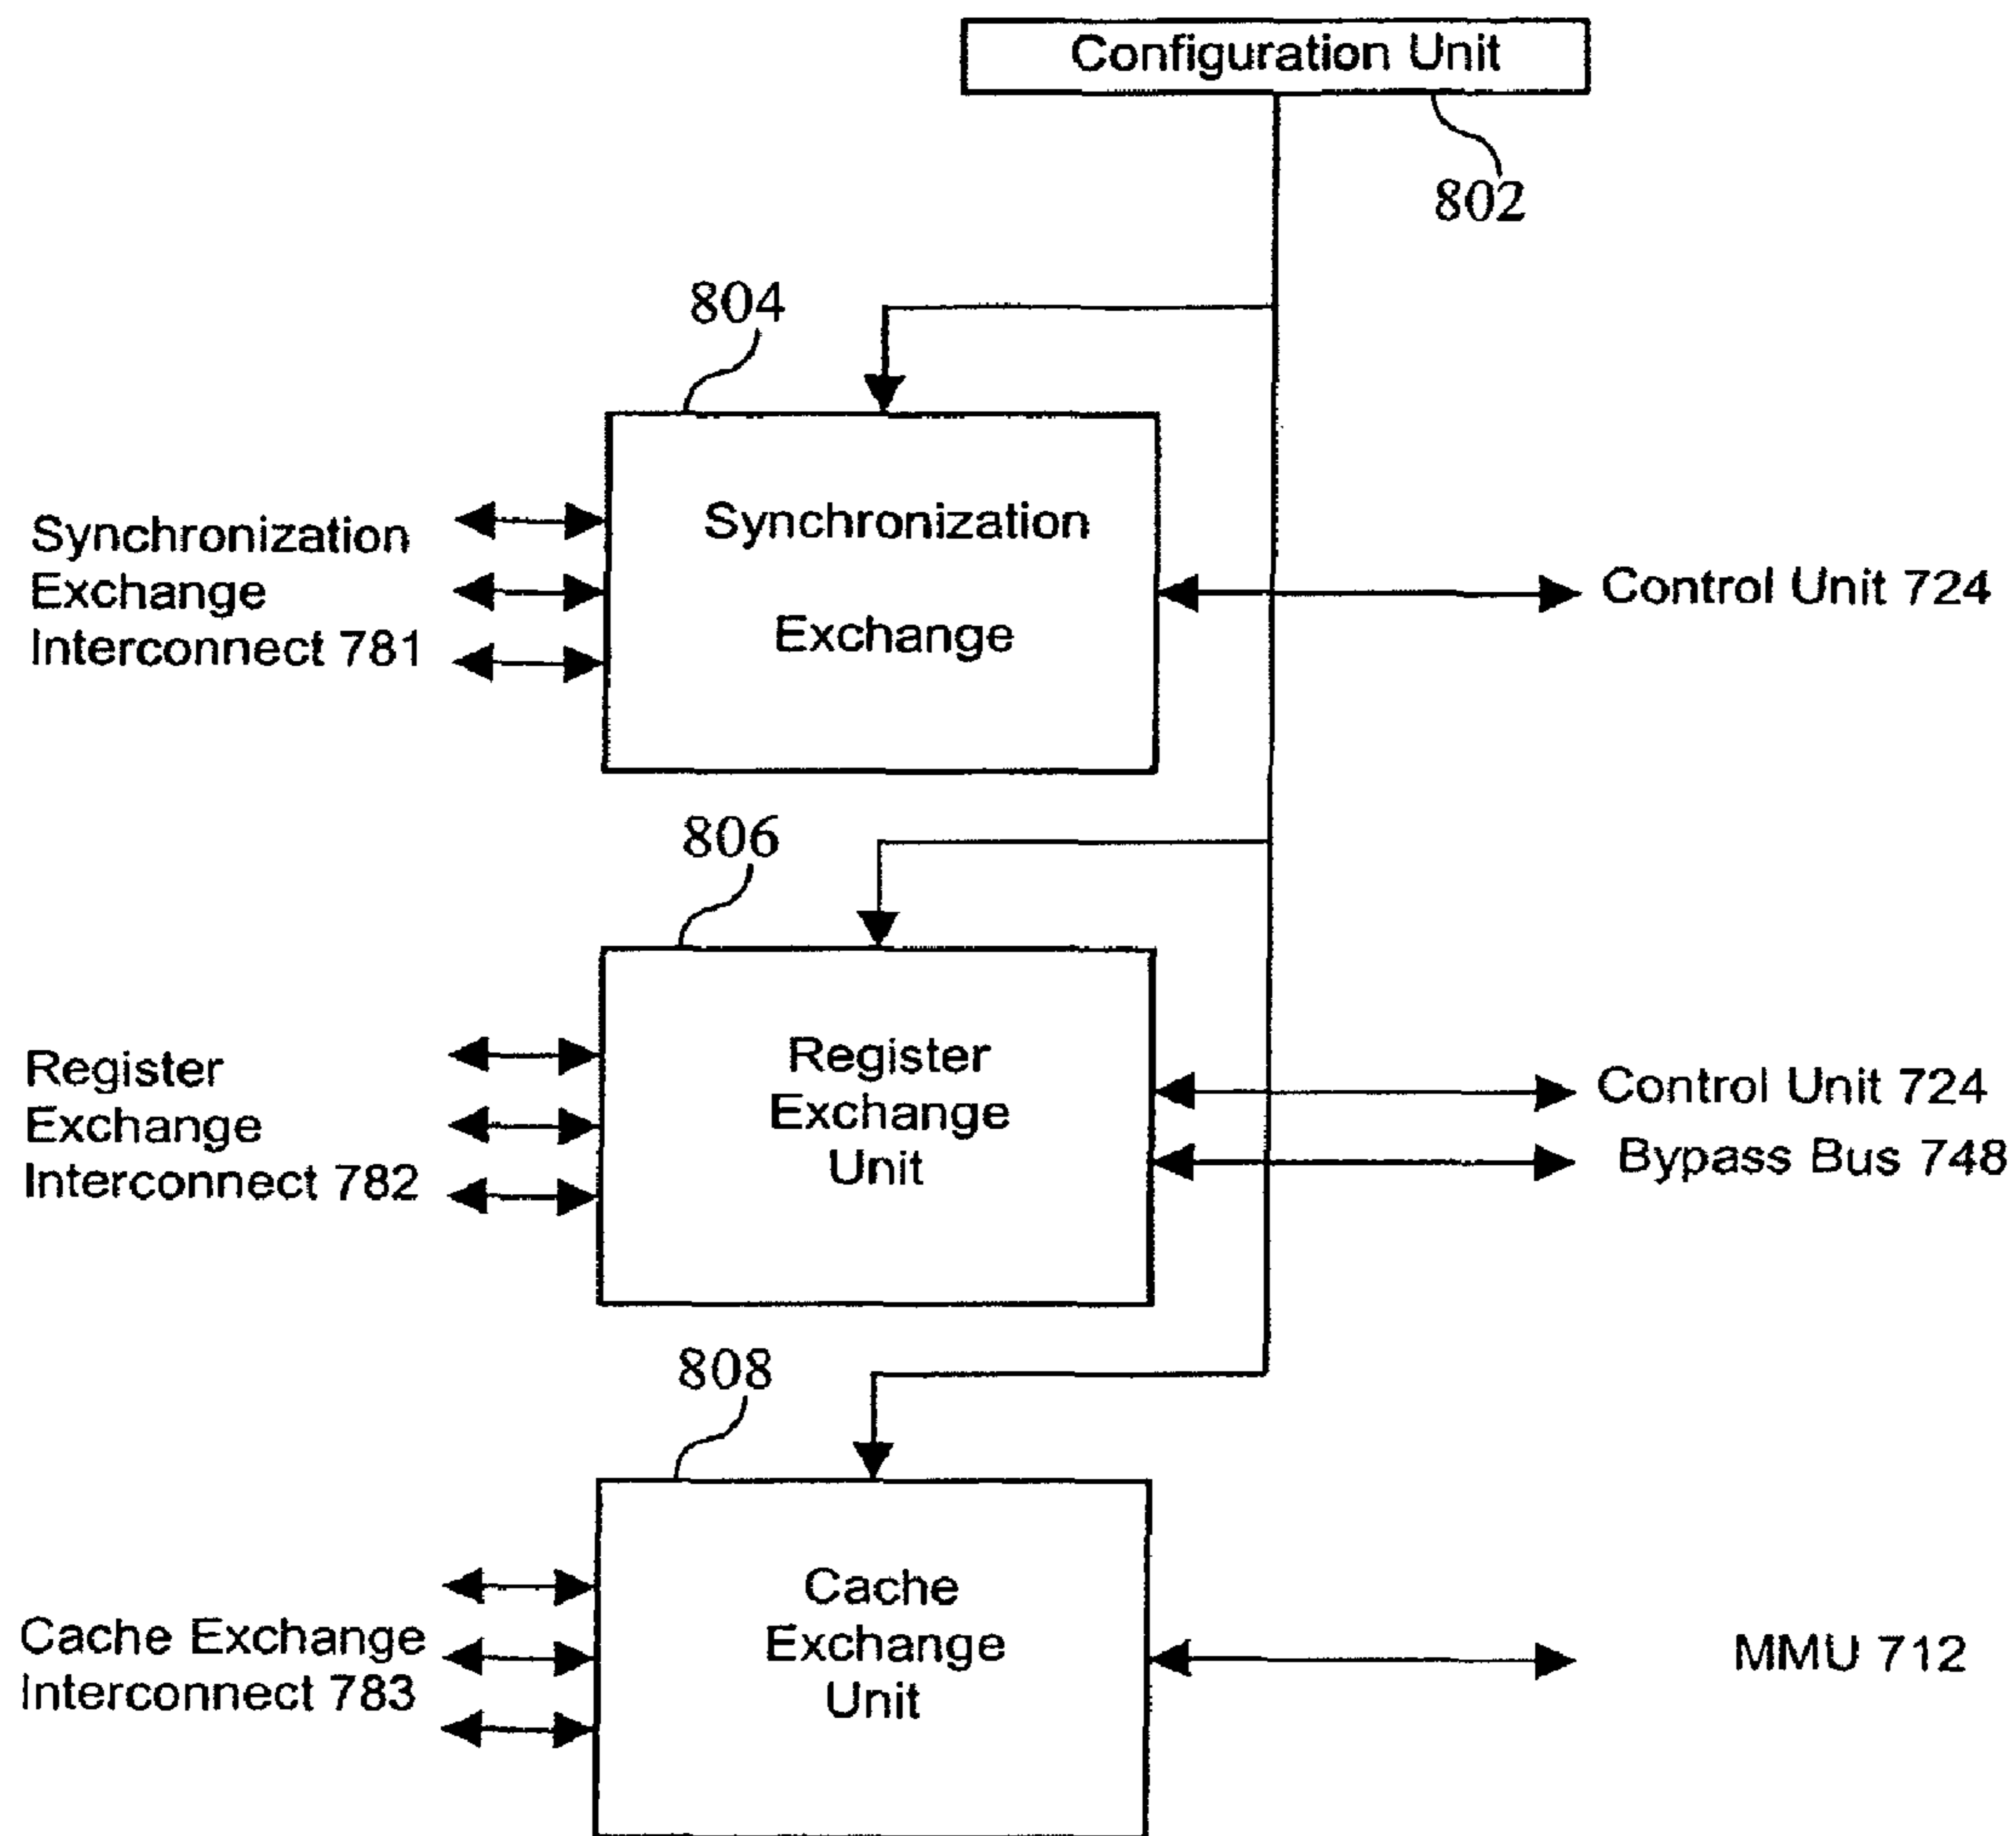 Configuration Unit
802
804
Synchronization
Exchange
Interconnect 781
Synchronization
Exchange
Control Unit 724
806
Register
Exchange
Interconnect 782
Register
Exchange
Unit
Control Unit 724
Bypass Bus 748
808
Cache Exchange
Interconnect 783
Cache
Exchange
Unit
MMU 712